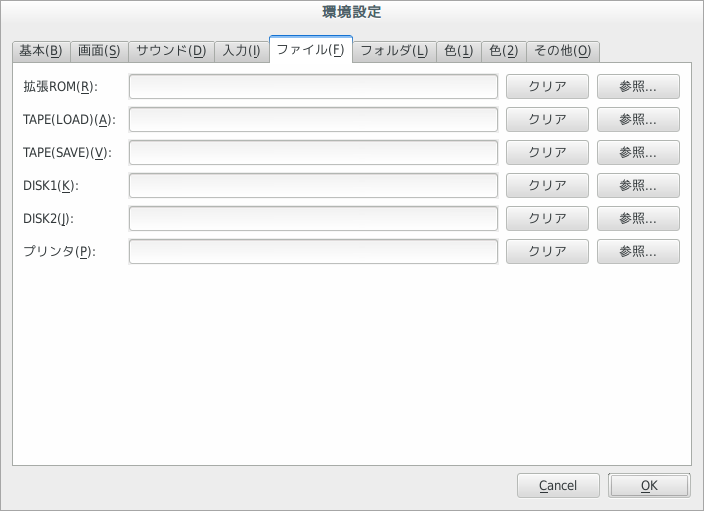 環境設定
基本(B) 画面(S) サウンド(D) 入力(I) ファイル(F) フォルダ(L) 色(1) 色(2) その他(O)
拡張ROM(R): クリア 参照...
TAPE(LOAD)(A): クリア 参照...
TAPE(SAVE)(V): クリア 参照...
DISK1(K): クリア 参照...
DISK2(J): クリア 参照...
プリンタ(P): クリア 参照...
Cancel OK